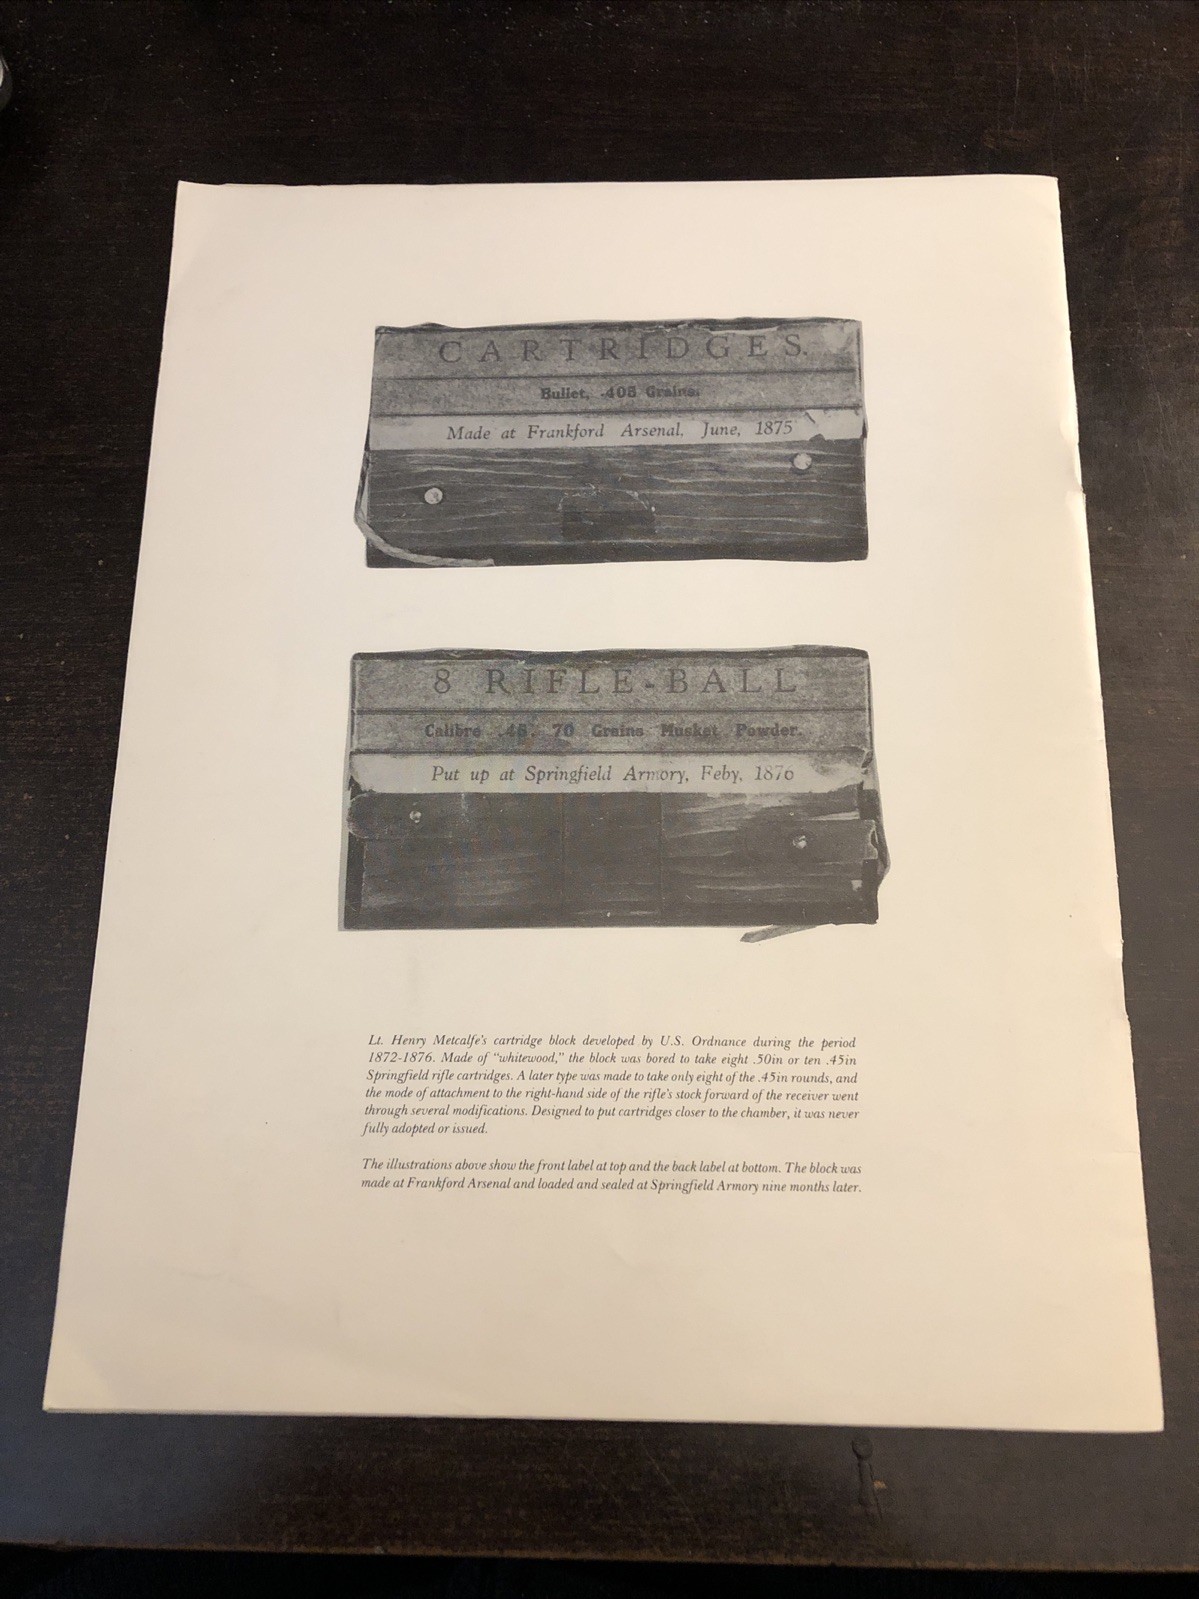 CARTRIDGES.
Bullet, .405 Grains.
Made at Frankford Arsenal, June, 1875
8 RIFLE-BALL
Calibre .45. 70 Grains Musket Powder.
Put up at Springfield Armory, Feby. 1876
Lt. Henry Metcalfe's cartridge block developed by U.S. Ordnance during the period
1872-1876. Made of "whitewood," the block was bored to take eight .50in or ten .45in
Springfield rifle cartridges. A later type was made to take only eight of the .45in rounds, and
the mode of attachment to the right-hand side of the rifle's stock forward of the receiver went
through several modifications. Designed to put cartridges closer to the chamber, it was never
fully adopted or issued.
The illustrations above show the front label at top and the back label at bottom. The block was
made at Frankford Arsenal and loaded and sealed at Springfield Armory nine months later.